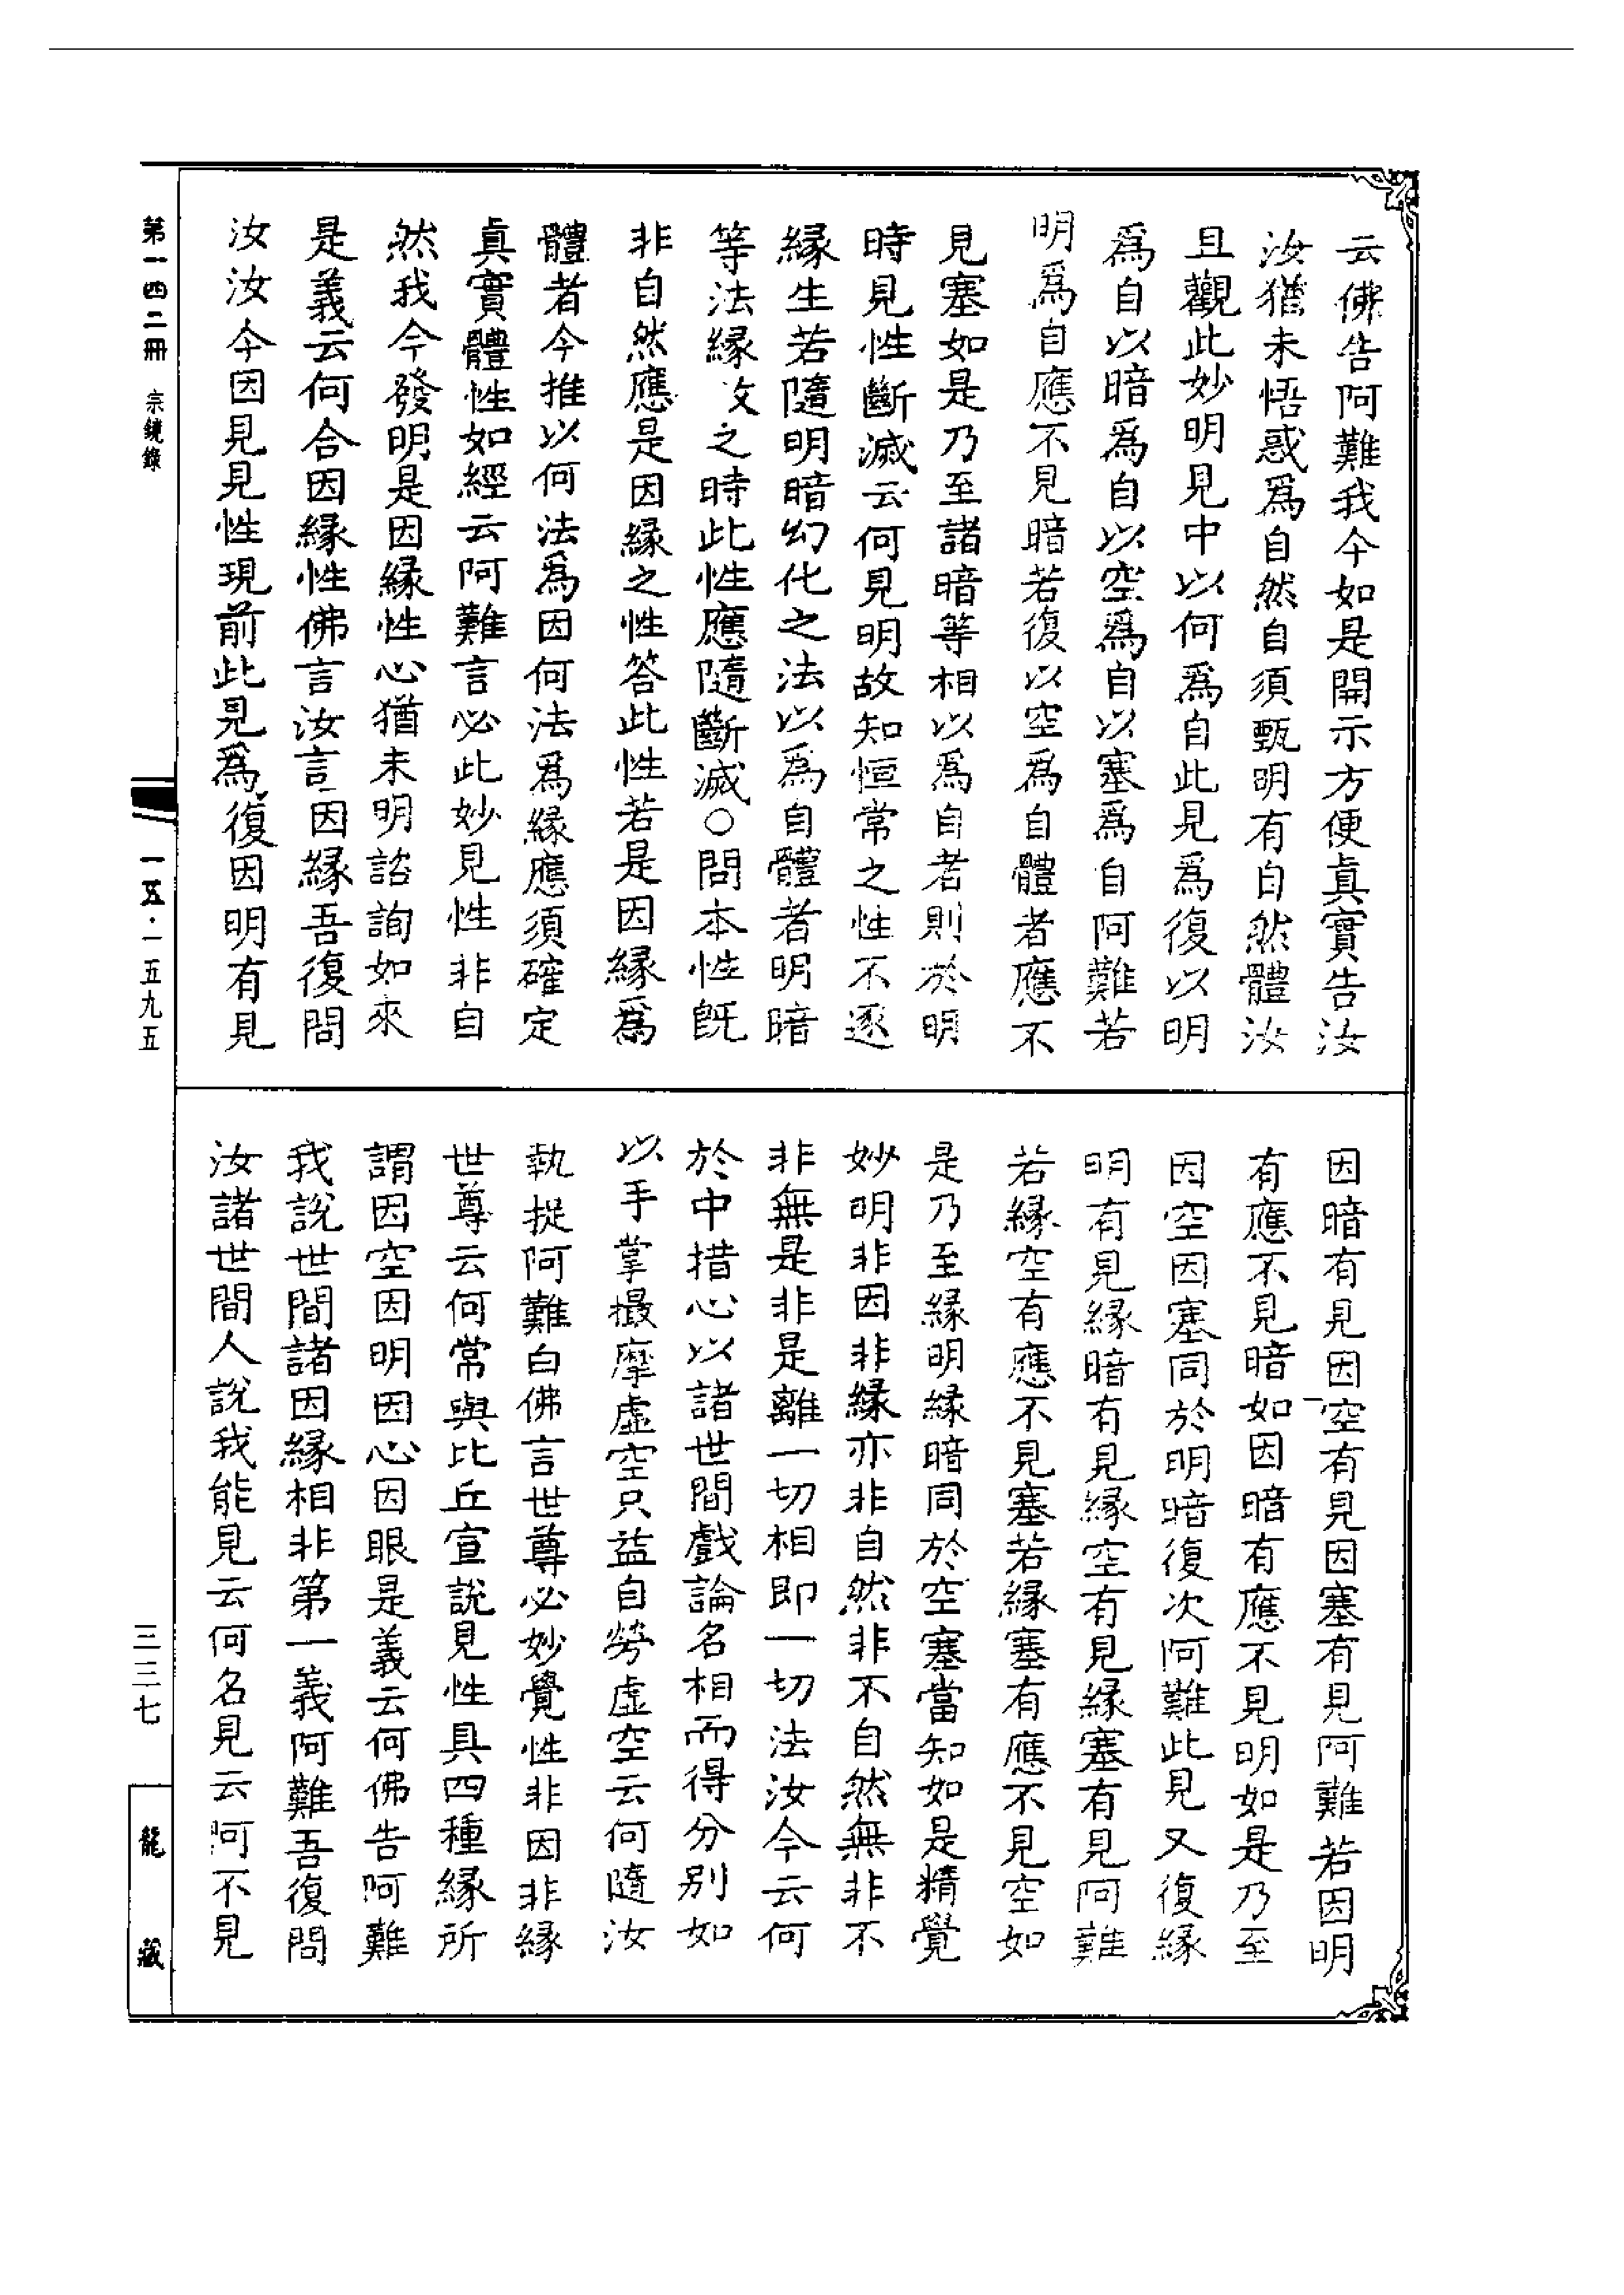 云佛告阿難我今如是開示方便真實告汝
汝猶未悟惑爲自然自須甄明有自然體汝
且觀此妙明見中以何爲自此見爲復以明
爲自以暗爲自以空爲自以塞爲自阿難若
明爲自應不見暗若復以空爲自體者應不
見塞如是乃至諸暗等相以爲自者則於明
時見性斷滅云何見明故知恒常之性不逐
緣生若隨明暗幻化之法以爲自體者明暗
等法緣之時此性應隨斷滅○問本性旣
非自然應是因緣之性答此性若是因緣爲
體者今推以何法爲因何法爲緣應須確定
真實體性如經云阿難言必此妙見性非自
然我今發明是因緣性心猶未明諮詢如來
是義云何合因緣性佛言汝言因緣吾復問
汝汝今因見見性現前此見爲復因明有見
因暗有見因空有見因塞有見阿難若因明
有應不見暗如因暗有應不見明如是乃至
因空因塞同於明暗復次阿難此見又復緣
明有見緣暗有見緣空有見緣塞有見阿難
若緣空有應不見塞若緣塞有應不見空如
是乃至緣明緣暗同於空塞當知如是精覺
妙明非因非緣亦非自然非不自然無非不
非無是非是離一切相即一切法汝今云何
於中措心以諸世間戲論名相而得分别如
以手掌撮摩虛空只益自勞虛空云何隨汝
執捉阿難白佛言世尊必妙覺性非因非緣
世尊云何常與比丘宣說見性具四種緣所
謂因空因明因心因眼是義云何佛告阿難
我說世間諸因緣相非第一義阿難吾復問
汝諸世間人說我能見云何名見云何不見
第一四二冊 宗鏡錄
一五·一五九五
三三七
龍藏